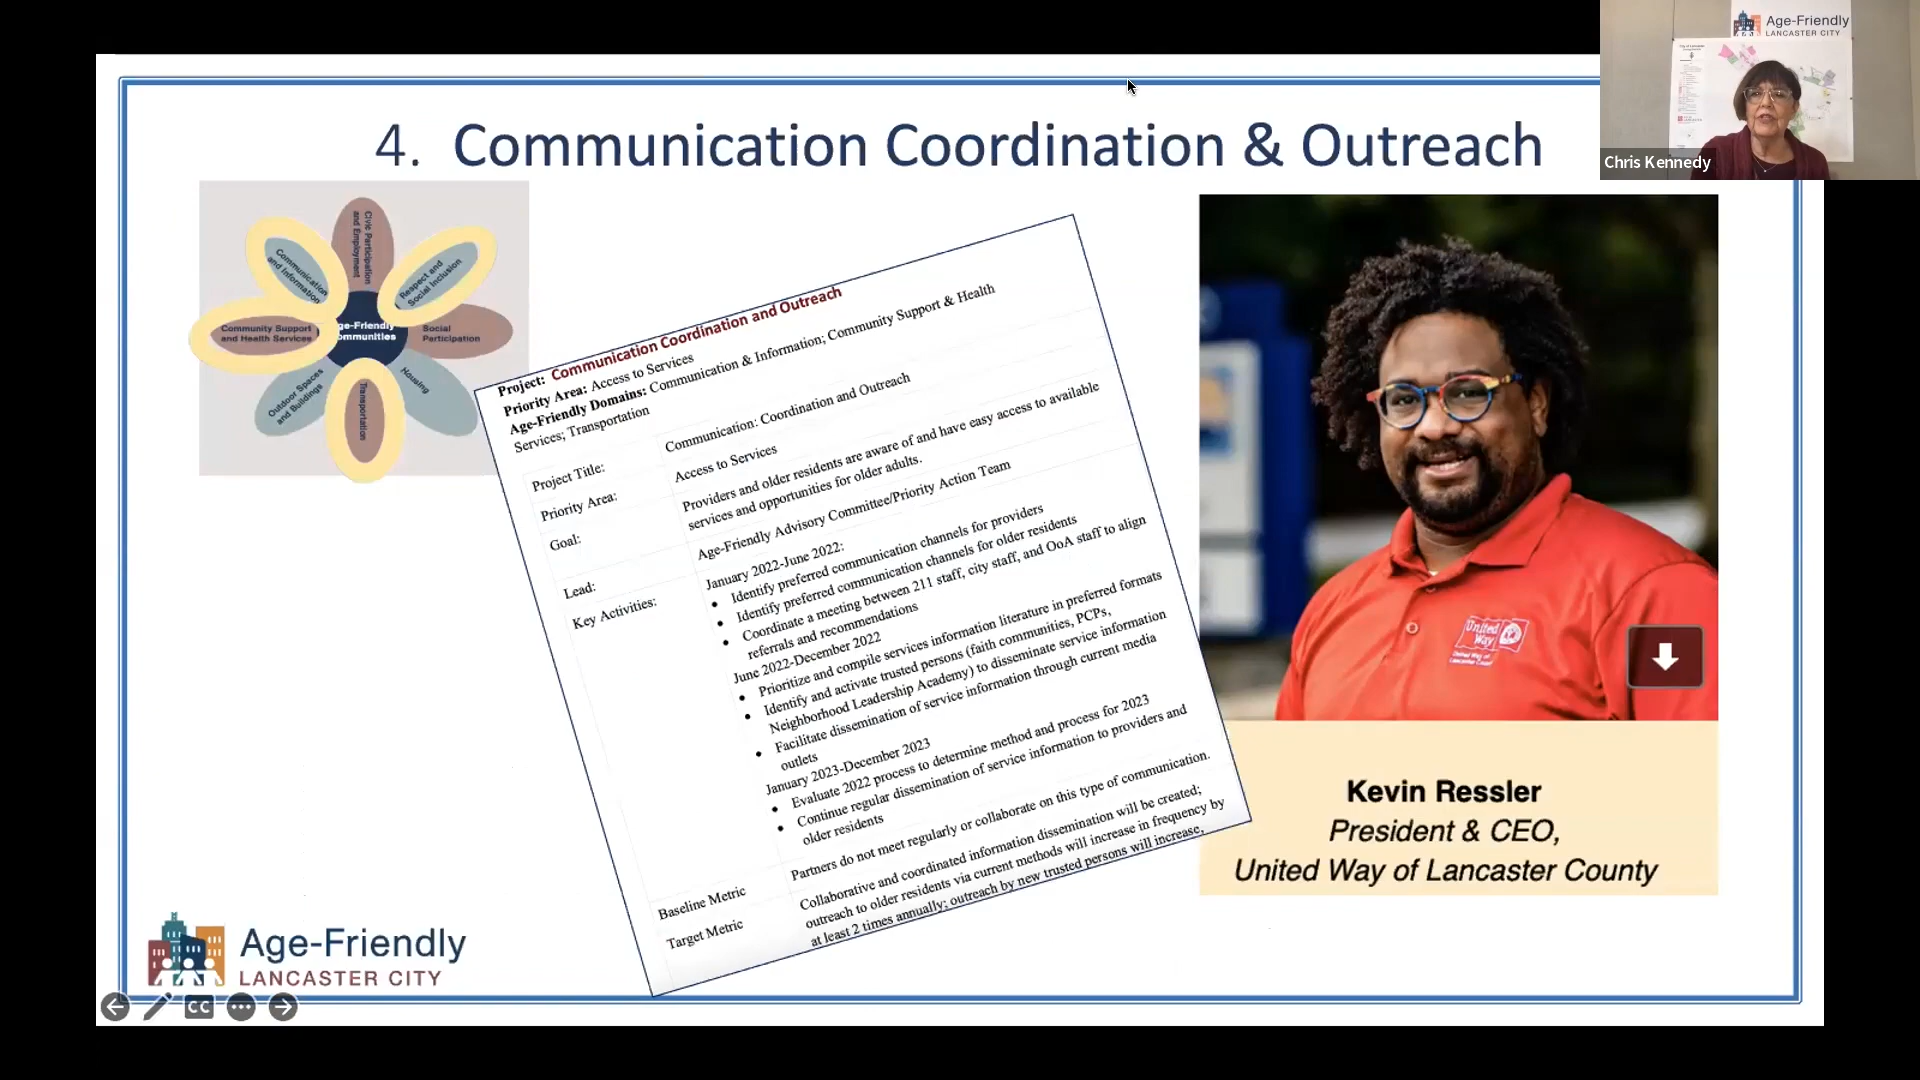 Age-Friendly
LANCASTER CITY
Chris Kennedy
4. Communication Coordination & Outreach
Civic Participation
and Employment
Communication
and Information
Respect and
Social Inclusion
Community Support
and Health Services
ge-Friendly
ommunities
Social
Participation
Outdoor Spaces
and Buildings
Housing
Transportation
Project: Communication Coordination and Outreach
Priority Area: Access to Services
Age-Friendly Domains: Communication & Information; Community Support & Health
Services; Transportation
Project Title: Communication: Coordination and Outreach
Priority Area: Access to Services
Goal: Providers and older residents are aware of and have easy access to available
services and opportunities for older adults.
Lead: Age-Friendly Advisory Committee/Priority Action Team
Key Activities: January 2022-June 2022:
• Identify preferred communication channels for providers
• Identify preferred communication channels for older residents
• Coordinate a meeting between 211 staff, city staff, and OoA staff to align
referrals and recommendations
June 2022-December 2022
• Prioritize and compile services information literature in preferred formats
• Identify and activate trusted persons (faith communities, PCPs,
Neighborhood Leadership Academy) to disseminate service information
• Facilitate dissemination of service information through current media
outlets
January 2023-December 2023
• Evaluate 2022 process to determine method and process for 2023
• Continue regular dissemination of service information to providers and
older residents
Baseline Metric Partners do not meet regularly or collaborate on this type of communication.
Target Metric Collaborative and coordinated information dissemination will be created;
outreach to older residents via current methods will increase in frequency by
at least 2 times annually; outreach by new trusted persons will increase,
United
Way
United Way of
Lancaster County
Kevin Ressler
President & CEO,
United Way of Lancaster County
Age-Friendly
LANCASTER CITY
CC